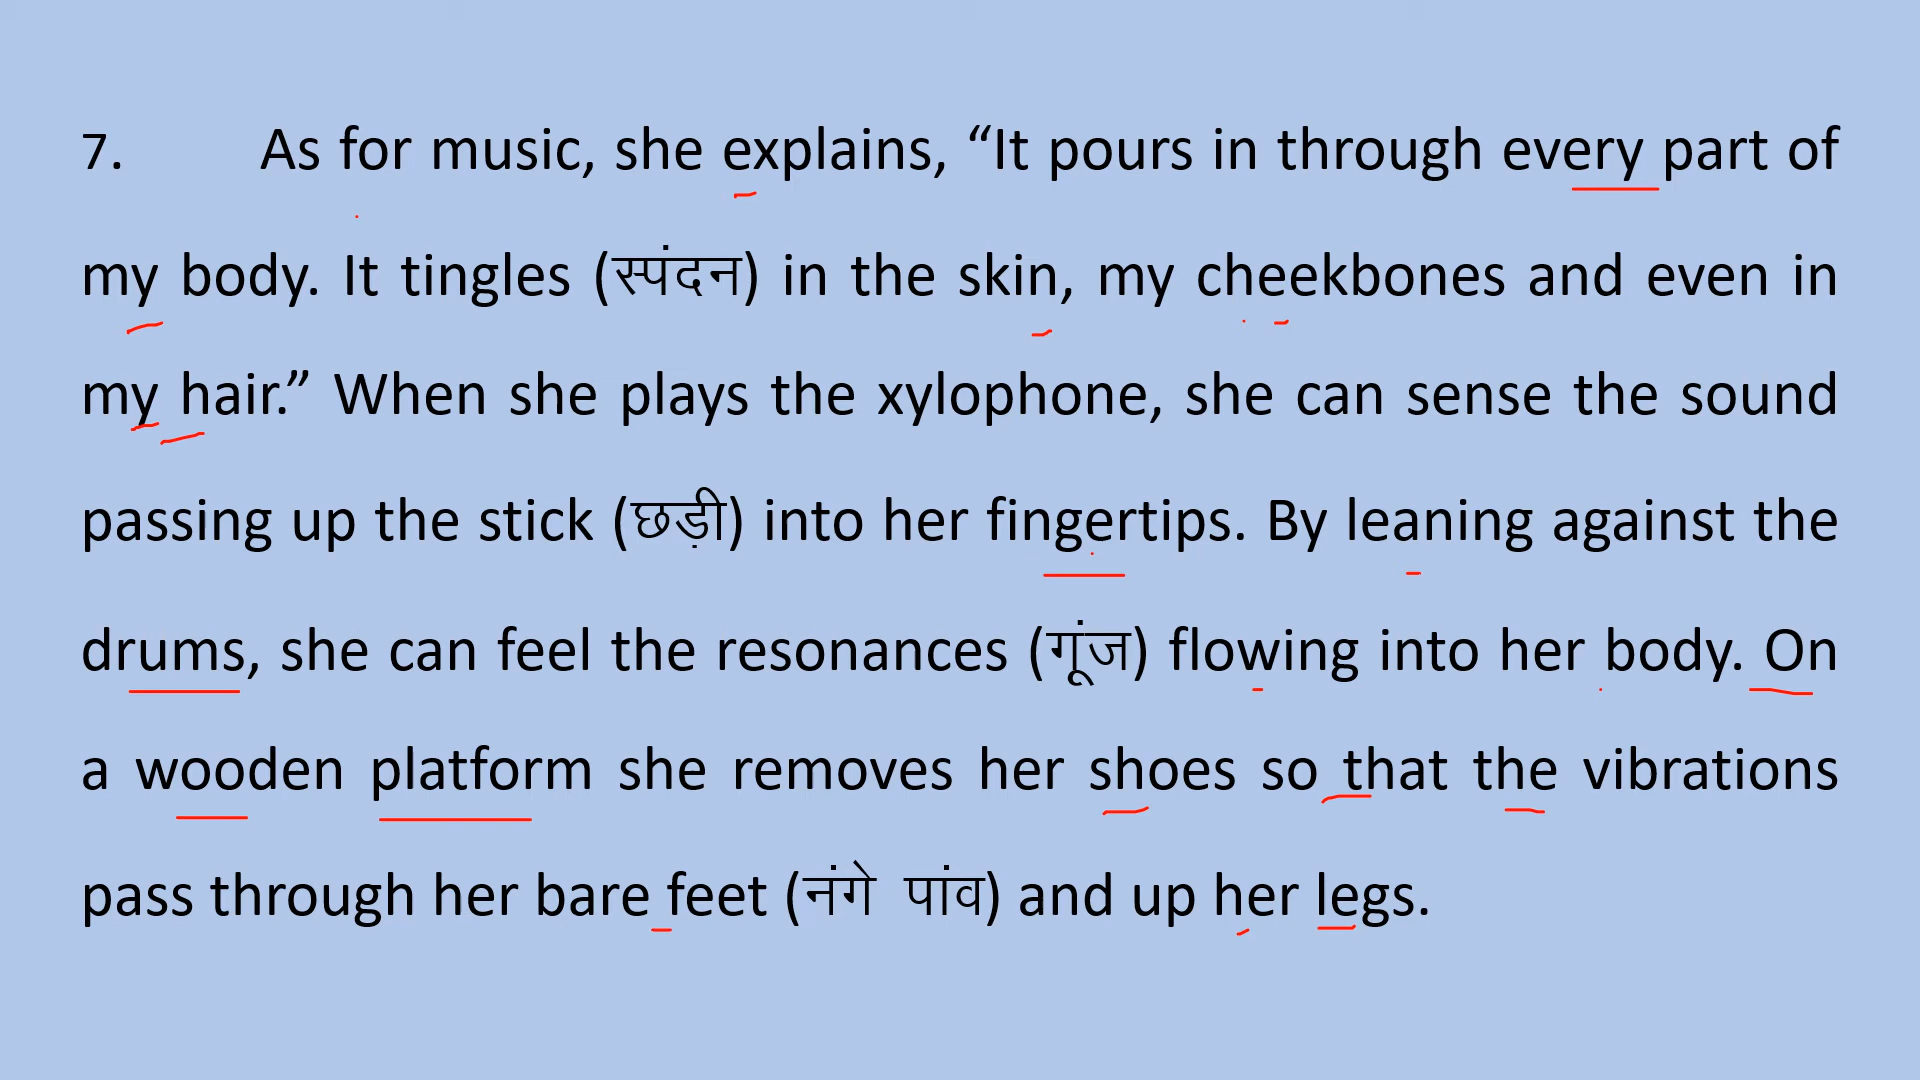 7. As for music, she explains, “It pours in through every part of
my body. It tingles (स्पंदन) in the skin, my cheekbones and even in
my hair.” When she plays the xylophone, she can sense the sound
passing up the stick (छड़ी) into her fingertips. By leaning against the
drums, she can feel the resonances (गूंज) flowing into her body. On
a wooden platform she removes her shoes so that the vibrations
pass through her bare feet (नंगे पांव) and up her legs.